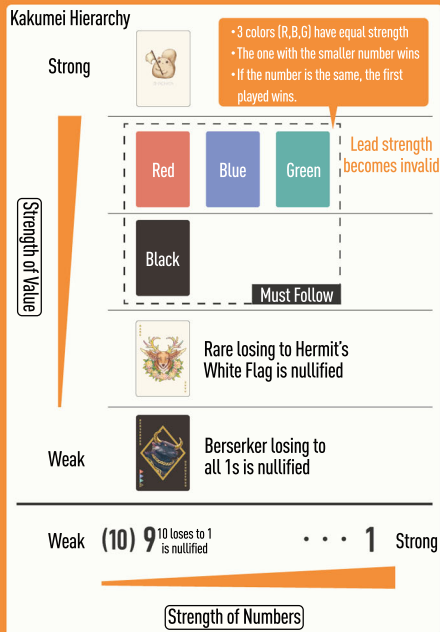 Kakumei Hierarchy
Strong
• 3 colors (R,B,G) have equal strength
• The one with the smaller number wins
• If the number is the same, the first
played wins.
Lead strength
becomes invalid
Red
Blue
Green
Strength of Value
Black
Must Follow
Rare losing to Hermit's
White Flag is nullified
Weak
Berserker losing to
all 1s is nullified
Weak (10) 9 10 loses to 1
is nullified
• • • 1 Strong
Strength of Numbers